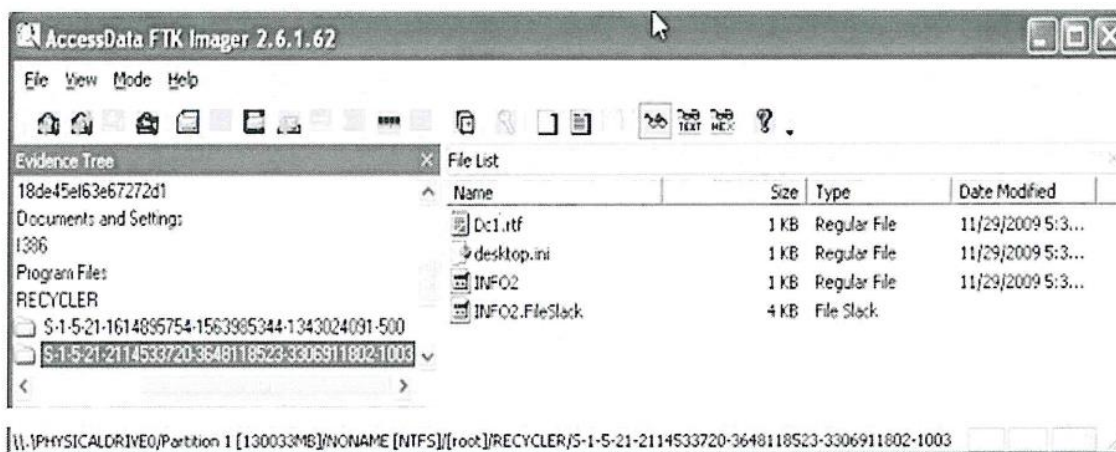 AccessData FTK Imager 2.6.1.62
File View Mode Help
TEXT HEX
Evidence Tree
18de45ef63e67272d1
Documents and Settings
I386
Program Files
RECYCLER
S-1-5-21-1614895754-1563985344-1343024091-500
S-1-5-21-2114533720-3648118523-3306911802-1003
File List
Name Size Type Date Modified
Dc1.rtf 1 KB Regular File 11/29/2009 5:3...
desktop.ini 1 KB Regular File 11/29/2009 5:3...
INFO2 1 KB Regular File 11/29/2009 5:3...
INFO2.FileSlack 4 KB File Slack
\\.\PHYSICALDRIVE0/Partition 1 [130033MB]/NONAME [NTFS]/[root]/RECYCLER/S-1-5-21-2114533720-3648118523-3306911802-1003